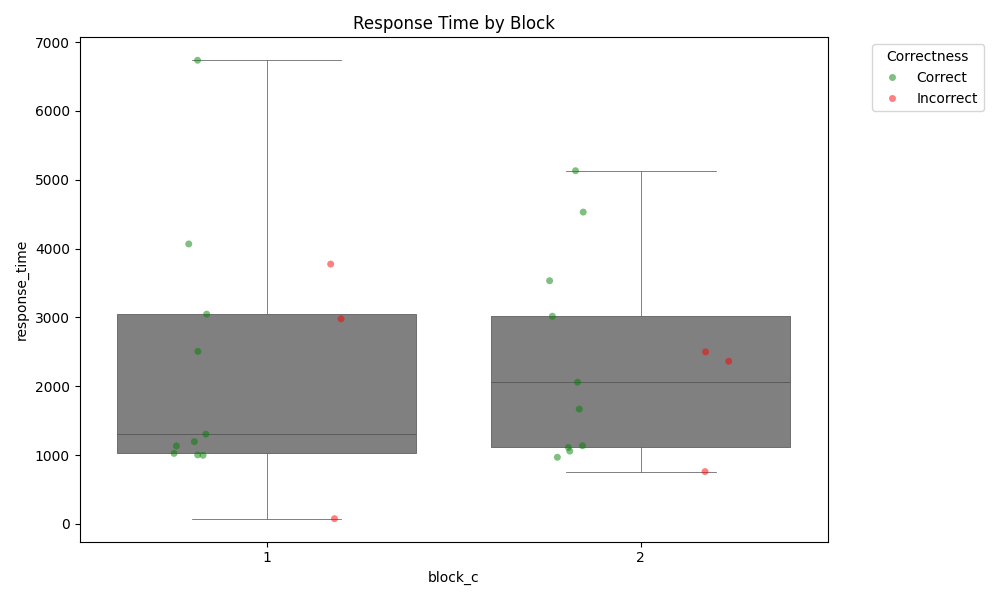 Response Time by Block
7000
6000
5000
4000
3000
2000
1000
0
response_time
1
2
block_c
Correctness
Correct
Incorrect